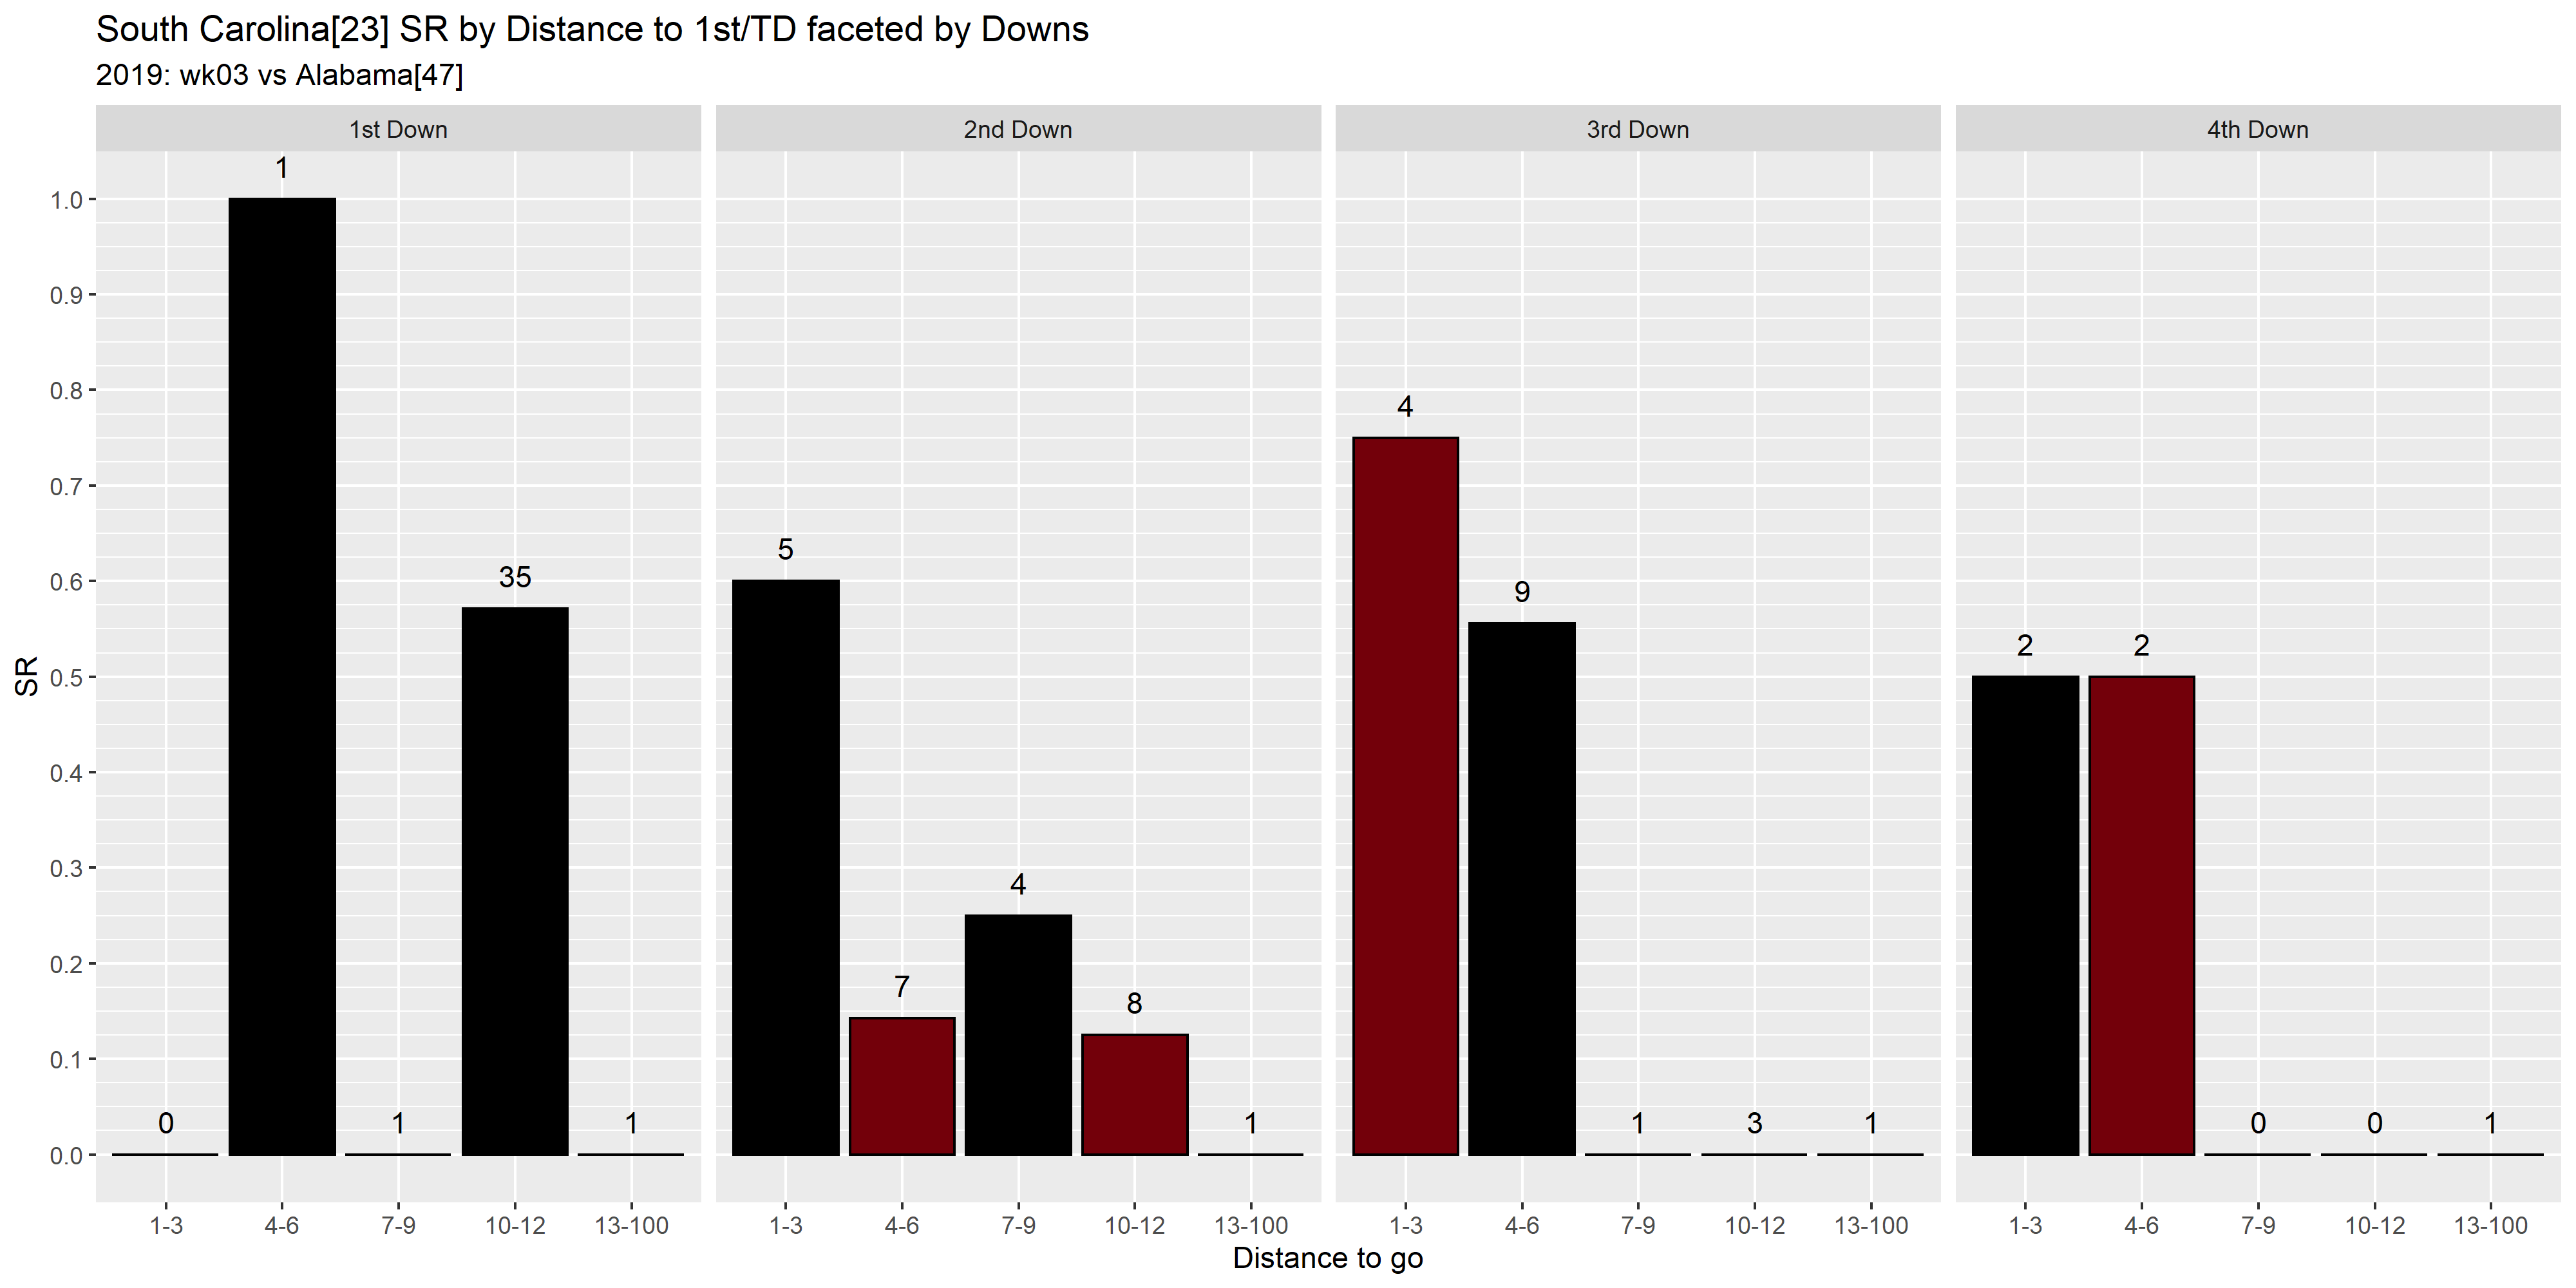 South Carolina[23] SR by Distance to 1st/TD faceted by Downs
2019: wk03 vs Alabama[47]
1st Down
2nd Down
3rd Down
4th Down
SR
1.0
0.9
0.8
0.7
0.6
0.5
0.4
0.3
0.2
0.1
0.0
0 1 1 35 1
5 7 4 8 1
4 9 1 3 1
2 2 0 0 1
1-3 4-6 7-9 10-12 13-100
1-3 4-6 7-9 10-12 13-100
1-3 4-6 7-9 10-12 13-100
1-3 4-6 7-9 10-12 13-100
Distance to go